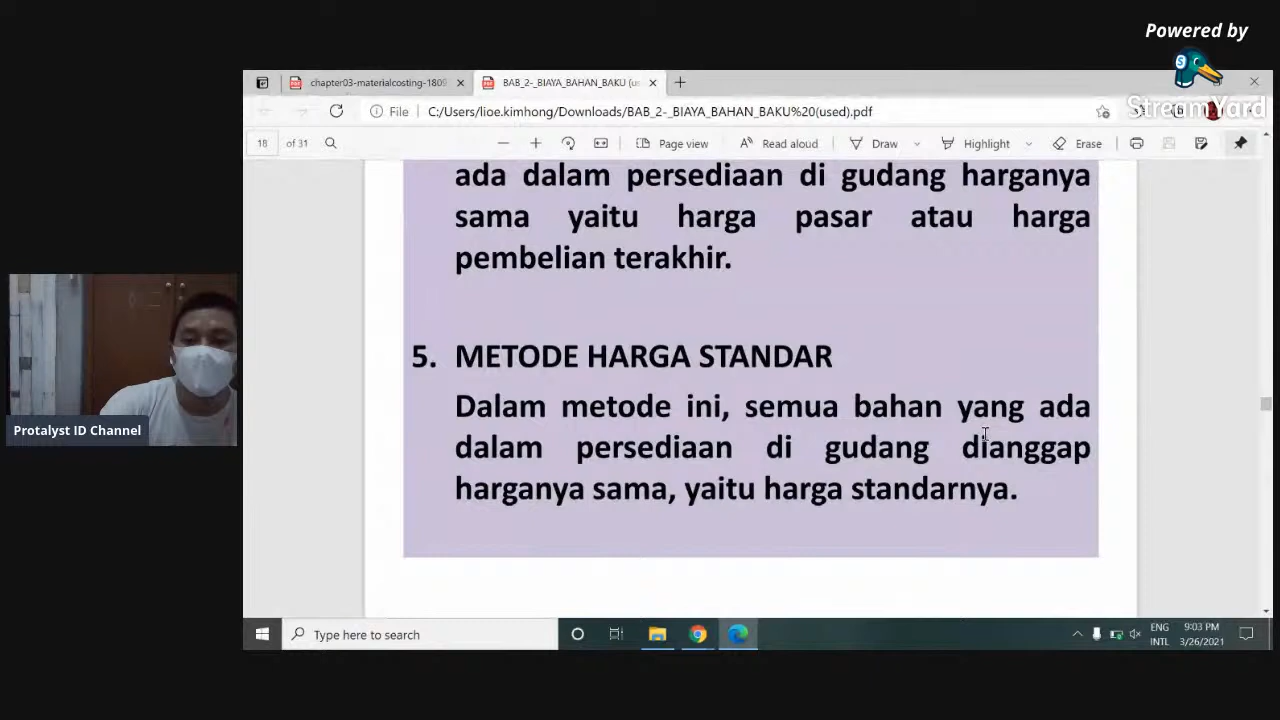 Powered by
StreamYard
chapter03-materialcosting-1809
BAB_2-_BIAYA_BAHAN_BAKU (us
File C:/Users/lioe.kimhong/Downloads/BAB_2-_BIAYA_BAHAN_BAKU%20(used).pdf
18 of 31 Page view Read aloud Draw Highlight Erase
ada dalam persediaan di gudang harganya
sama yaitu harga pasar atau harga
pembelian terakhir.
5. METODE HARGA STANDAR
Dalam metode ini, semua bahan yang ada
dalam persediaan di gudang dianggap
harganya sama, yaitu harga standarnya.
Protalyst ID Channel
Type here to search
ENG 9:03 PM
INTL 3/26/2021